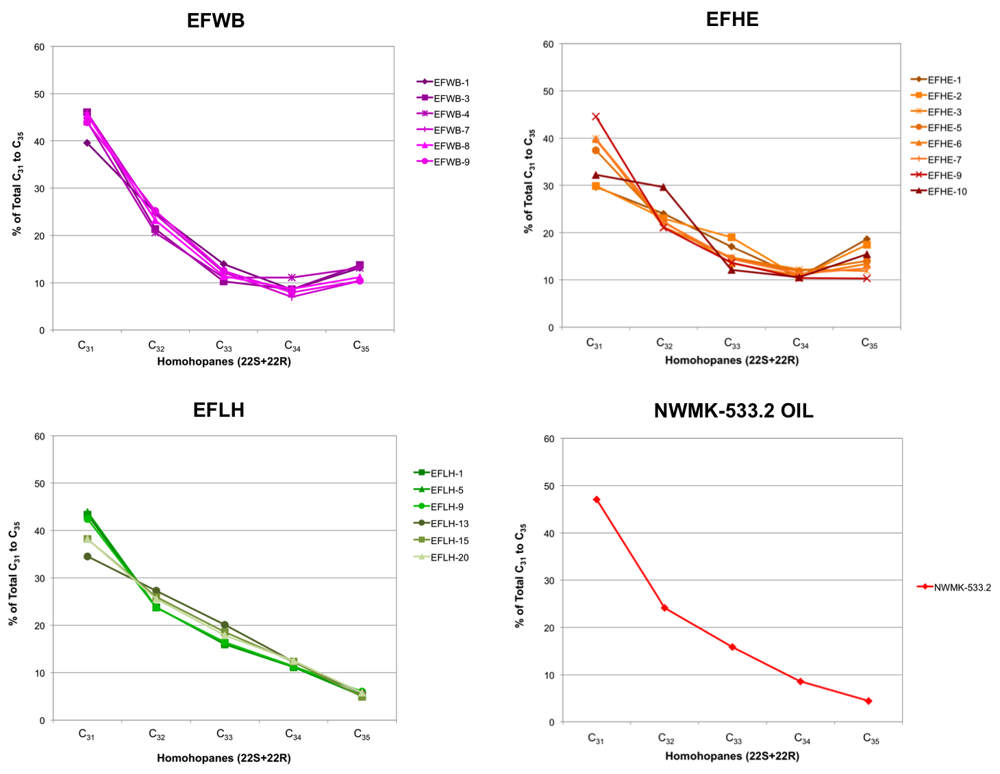 EFWB
60
50
40
30
20
10
0
% of Total C31 to C35
C31 C32 C33 C34 C35
Homohopanes (22S+22R)
EFWB-1
EFWB-3
EFWB-4
EFWB-7
EFWB-8
EFWB-9
EFHE
60
50
40
30
20
10
0
% of Total C31 to C35
C31 C32 C33 C34 C35
Homohopanes (22S+22R)
EFHE-1
EFHE-2
EFHE-3
EFHE-5
EFHE-6
EFHE-7
EFHE-9
EFHE-10
EFLH
60
50
40
30
20
10
0
% of Total C31 to C35
C31 C32 C33 C34 C35
Homohopanes (22S+22R)
EFLH-1
EFLH-5
EFLH-9
EFLH-13
EFLH-15
EFLH-20
NWMK-533.2 OIL
60
50
40
30
20
10
0
% of Total C31 to C35
C31 C32 C33 C34 C35
Homohopanes (22S+22R)
NWMK-533.2